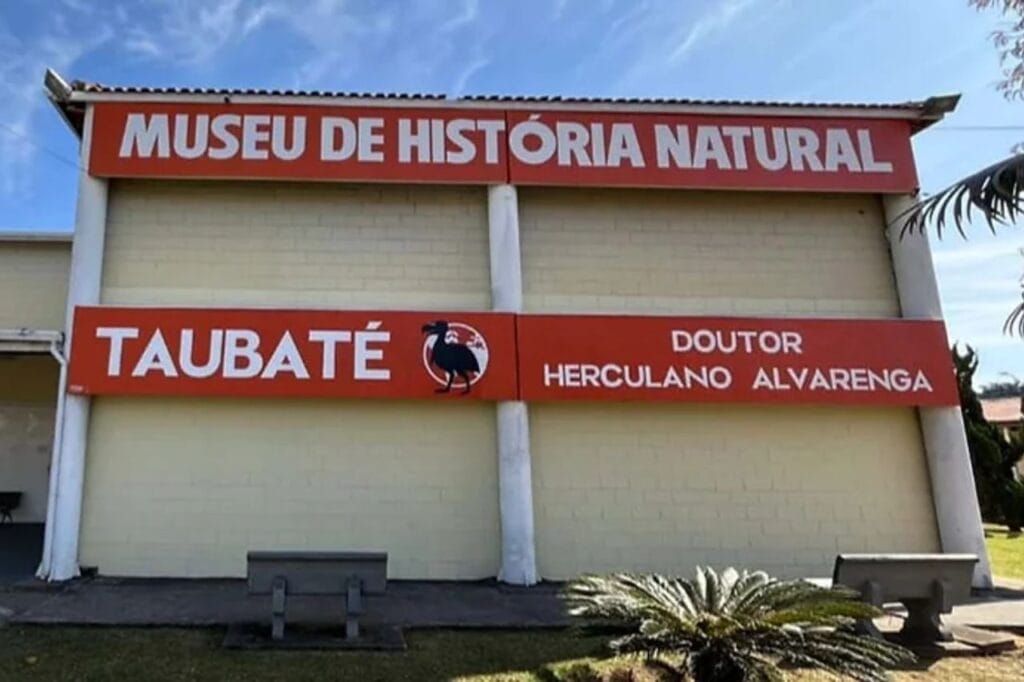 MUSEU DE HISTÓRIA NATURAL
TAUBATÉ
DOUTOR
HERCULANO ALVARENGA